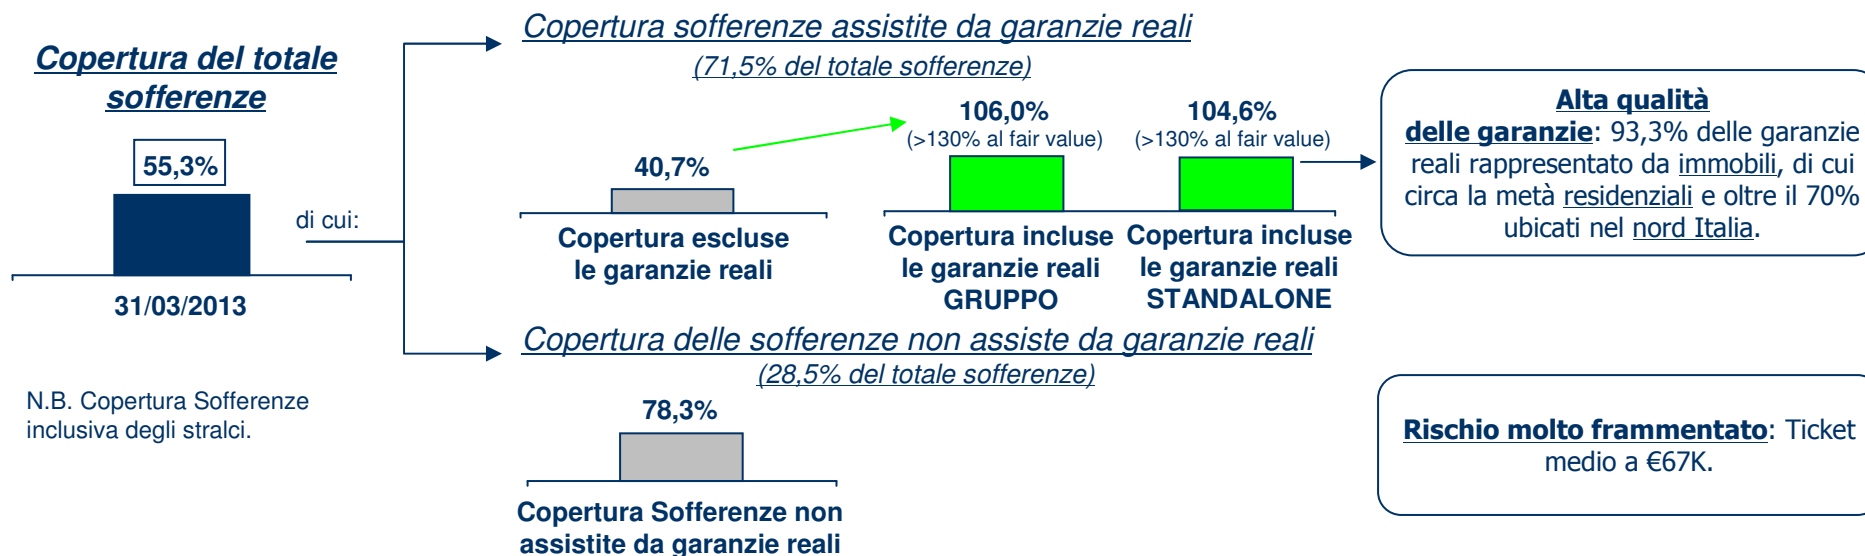 Copertura del totale
sofferenze
55,3%
31/03/2013
N.B. Copertura Sofferenze
inclusiva degli stralci.
di cui:
Copertura sofferenze assistite da garanzie reali
(71,5% del totale sofferenze)
40,7%
Copertura escluse
le garanzie reali
106,0%
(>130% al fair value)
Copertura incluse
le garanzie reali
GRUPPO
104,6%
(>130% al fair value)
Copertura incluse
le garanzie reali
STANDALONE
Alta qualità
delle garanzie: 93,3% delle garanzie
reali rappresentato da immobili, di cui
circa la metà residenziali e oltre il 70%
ubicati nel nord Italia.
Copertura delle sofferenze non assiste da garanzie reali
(28,5% del totale sofferenze)
78,3%
Copertura Sofferenze non
assistite da garanzie reali
Rischio molto frammentato: Ticket
medio a €67K.